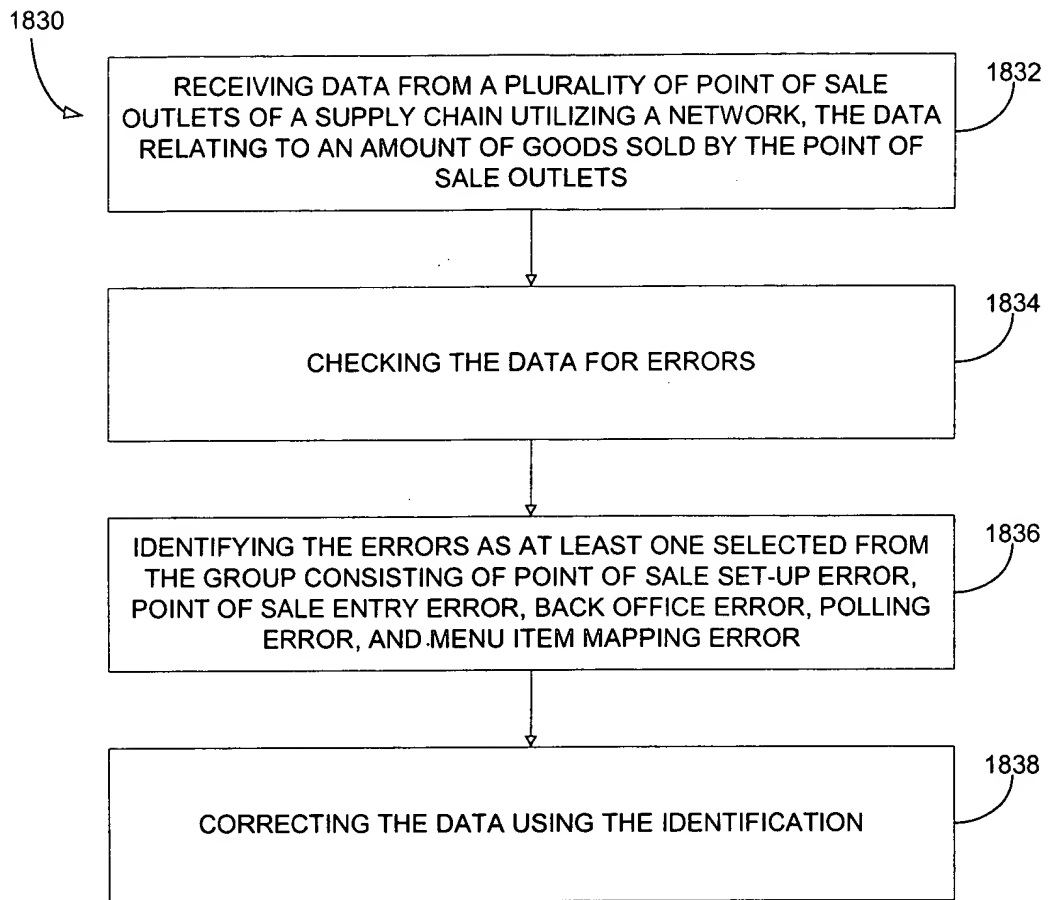 1830
RECEIVING DATA FROM A PLURALITY OF POINT OF SALE
OUTLETS OF A SUPPLY CHAIN UTILIZING A NETWORK, THE DATA
RELATING TO AN AMOUNT OF GOODS SOLD BY THE POINT OF
SALE OUTLETS
1832
CHECKING THE DATA FOR ERRORS
1834
IDENTIFYING THE ERRORS AS AT LEAST ONE SELECTED FROM
THE GROUP CONSISTING OF POINT OF SALE SET-UP ERROR,
POINT OF SALE ENTRY ERROR, BACK OFFICE ERROR, POLLING
ERROR, AND MENU ITEM MAPPING ERROR
1836
CORRECTING THE DATA USING THE IDENTIFICATION
1838